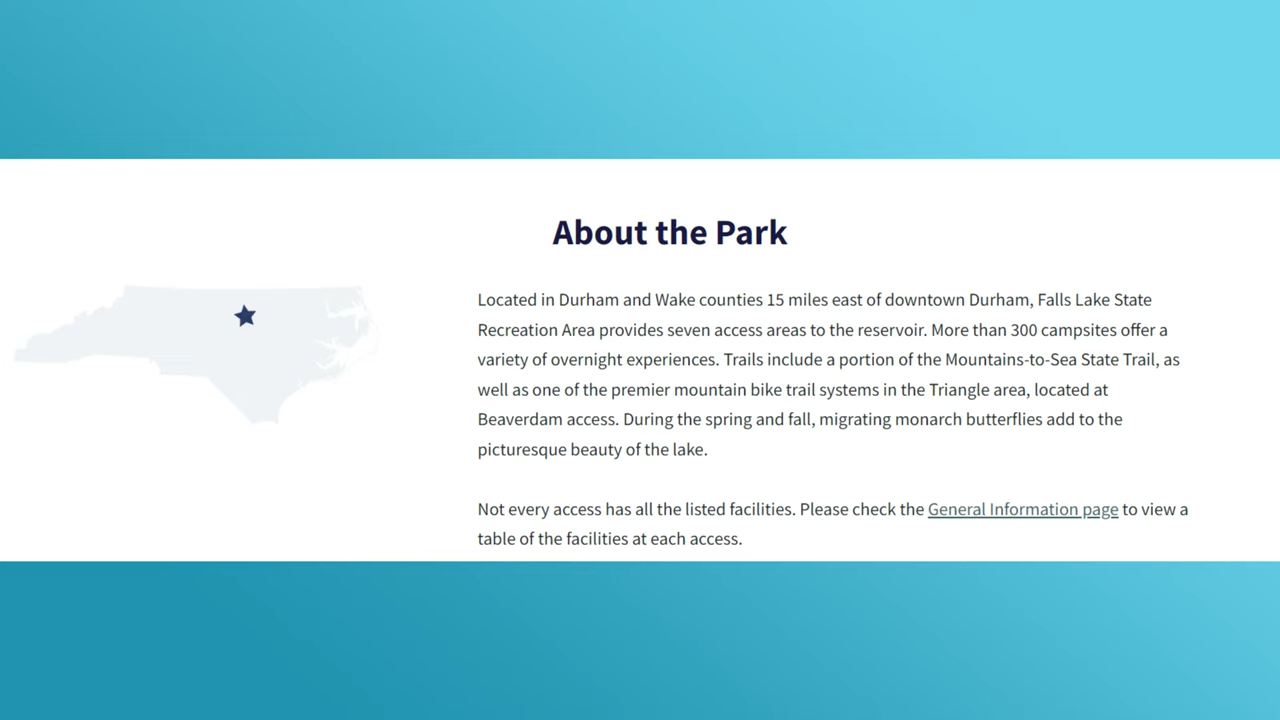 About the Park
Located in Durham and Wake counties 15 miles east of downtown Durham, Falls Lake State
Recreation Area provides seven access areas to the reservoir. More than 300 campsites offer a
variety of overnight experiences. Trails include a portion of the Mountains-to-Sea State Trail, as
well as one of the premier mountain bike trail systems in the Triangle area, located at
Beaverdam access. During the spring and fall, migrating monarch butterflies add to the
picturesque beauty of the lake.
Not every access has all the listed facilities. Please check the General Information page to view a
table of the facilities at each access.